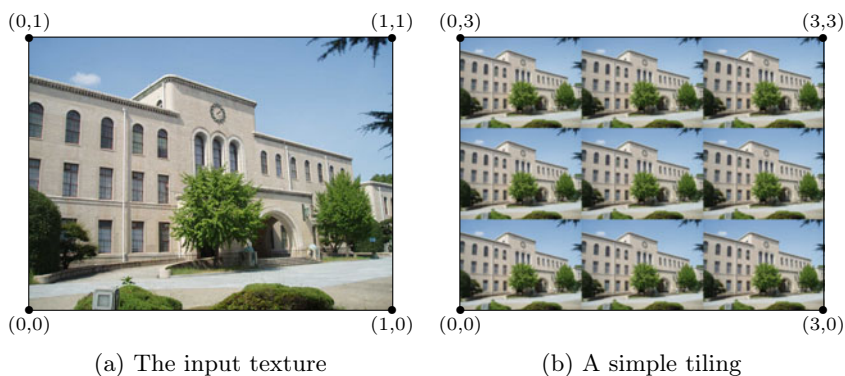 (0,1) (1,1) (0,3) (3,3)
(0,0) (1,0) (0,0) (3,0)
(a) The input texture (b) A simple tiling